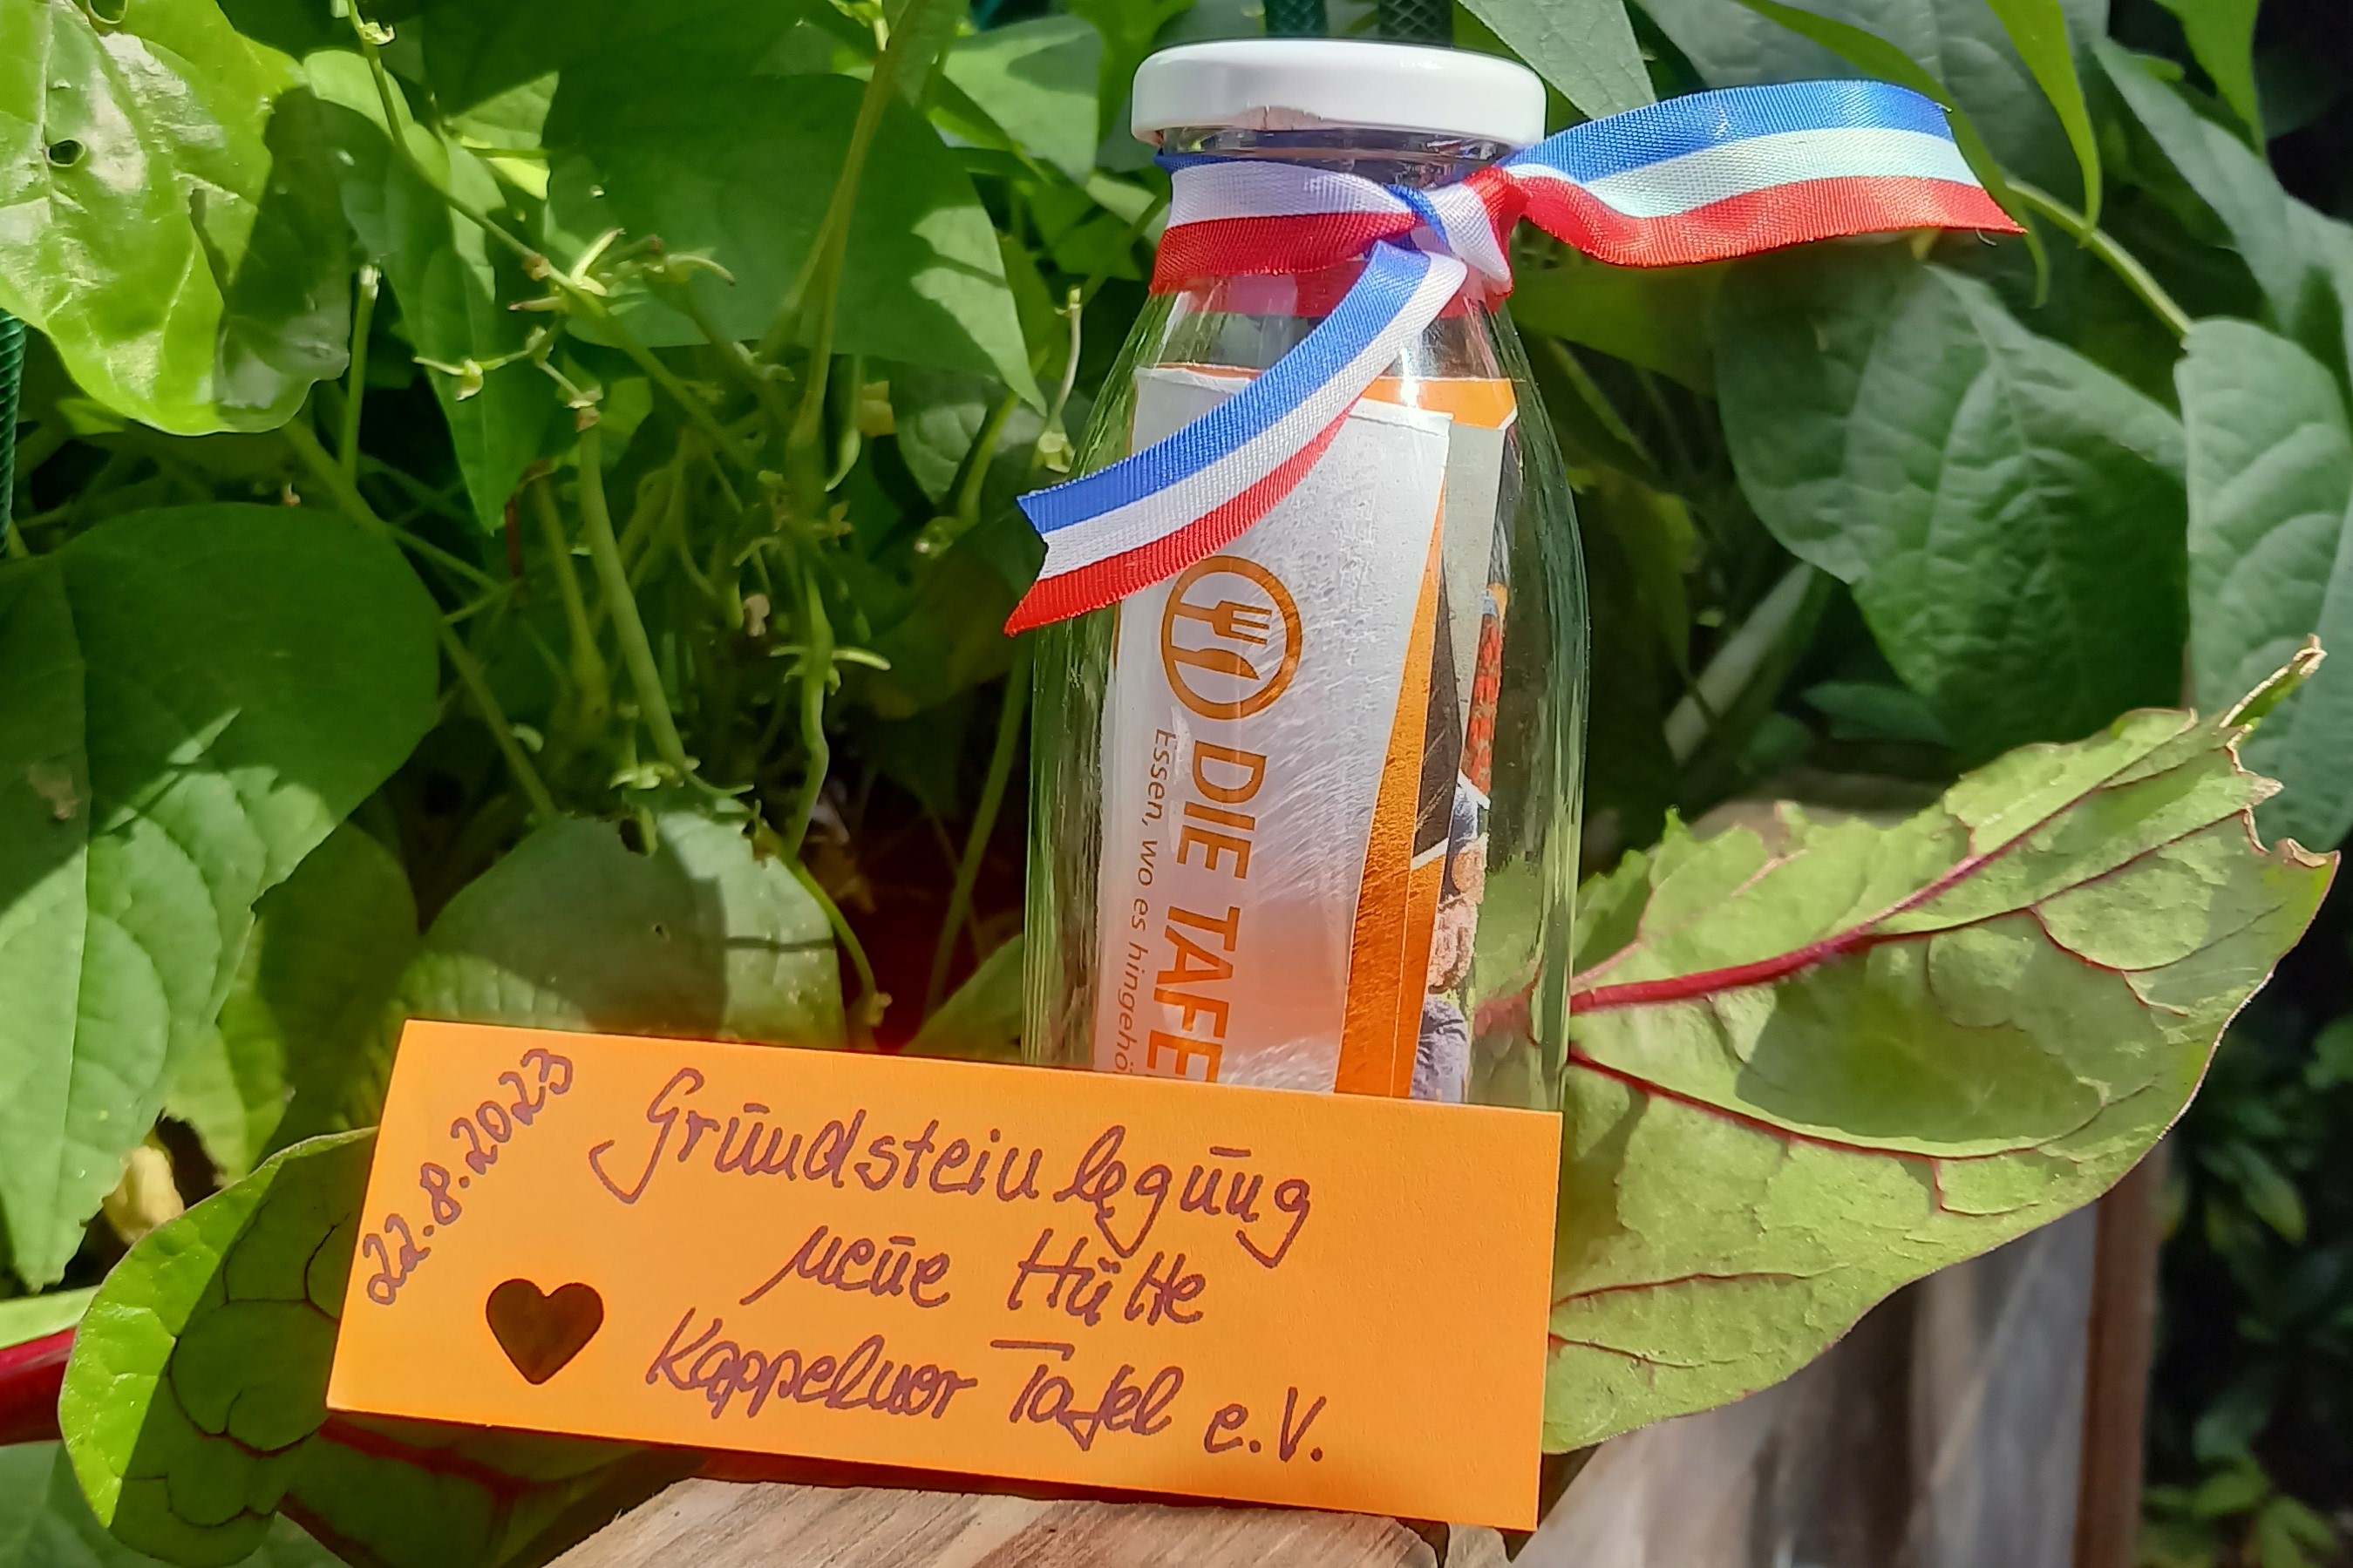 DIE TAFE
Essen, wo es hingehö
22.8.2023
Grundsteinlegung
neue Hütte
Kappelner Tafel e.V.